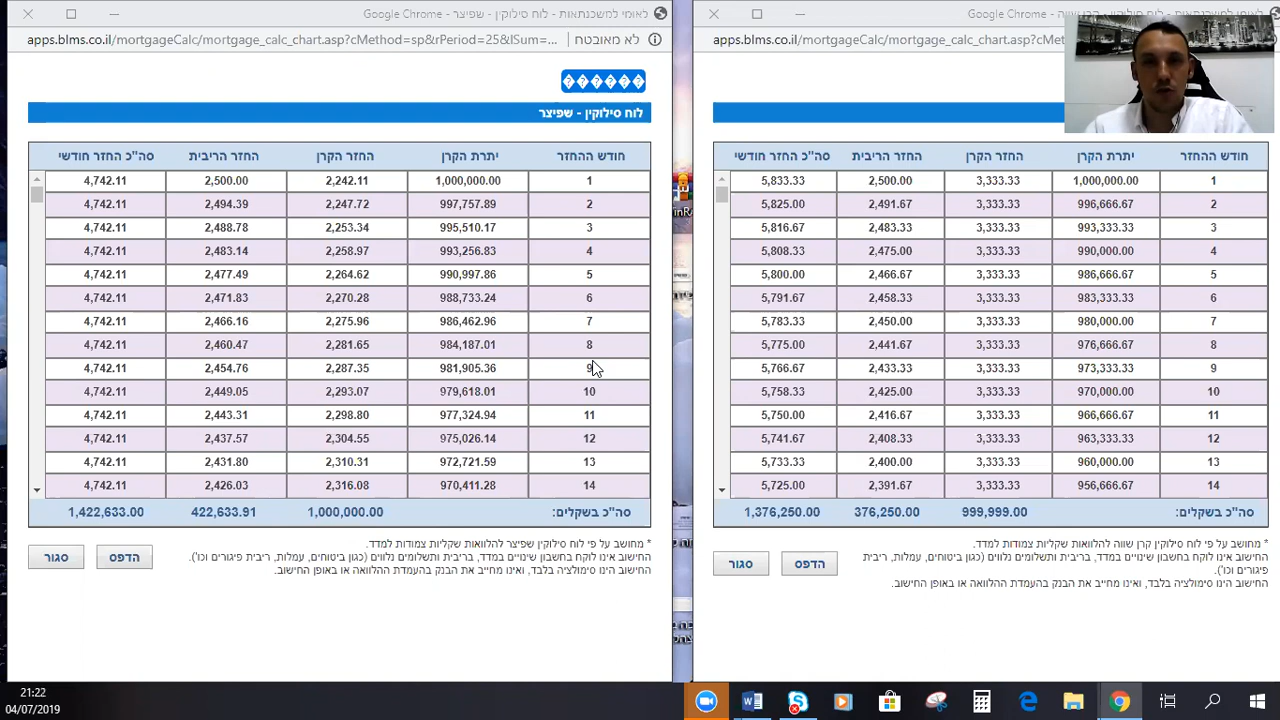 לאומי למשכנתאות - לוח סילוקין - שפיצר - Google Chrome
לא מאובטח apps.blms.co.il/mortgageCalc/mortgage_calc_chart.asp?cMethod=sp&rPeriod=25&lSum=...
������
לוח סילוקין - שפיצר
חודש ההחזר יתרת הקרן החזר הקרן החזר הריבית סה"כ החזר חודשי
1 1,000,000.00 2,242.11 2,500.00 4,742.11
2 997,757.89 2,247.72 2,494.39 4,742.11
3 995,510.17 2,253.34 2,488.78 4,742.11
4 993,256.83 2,258.97 2,483.14 4,742.11
5 990,997.86 2,264.62 2,477.49 4,742.11
6 988,733.24 2,270.28 2,471.83 4,742.11
7 986,462.96 2,275.96 2,466.16 4,742.11
8 984,187.01 2,281.65 2,460.47 4,742.11
9 981,905.36 2,287.35 2,454.76 4,742.11
10 979,618.01 2,293.07 2,449.05 4,742.11
11 977,324.94 2,298.80 2,443.31 4,742.11
12 975,026.14 2,304.55 2,437.57 4,742.11
13 972,721.59 2,310.31 2,431.80 4,742.11
14 970,411.28 2,316.08 2,426.03 4,742.11
סה"כ בשקלים: 1,000,000.00 422,633.91 1,422,633.00
* מחושב על פי לוח סילוקין שפיצר להלוואות שקליות צמודות למדד.
החישוב אינו לוקח בחשבון שינויים במדד, בריבית ותשלומים נלווים (כגון ביטוחים, עמלות, ריבית פיגורים וכו').
החישוב הינו סימולציה בלבד, ואינו מחייב את הבנק בהעמדת ההלוואה או באופן החישוב.
הדפס סגור
Google Chrome
apps.blms.co.il/mortgageCalc/mortgage_calc_chart.asp?cMet
חודש ההחזר יתרת הקרן החזר הקרן החזר הריבית סה"כ החזר חודשי
1 1,000,000.00 3,333.33 2,500.00 5,833.33
2 996,666.67 3,333.33 2,491.67 5,825.00
3 993,333.33 3,333.33 2,483.33 5,816.67
4 990,000.00 3,333.33 2,475.00 5,808.33
5 986,666.67 3,333.33 2,466.67 5,800.00
6 983,333.33 3,333.33 2,458.33 5,791.67
7 980,000.00 3,333.33 2,450.00 5,783.33
8 976,666.67 3,333.33 2,441.67 5,775.00
9 973,333.33 3,333.33 2,433.33 5,766.67
10 970,000.00 3,333.33 2,425.00 5,758.33
11 966,666.67 3,333.33 2,416.67 5,750.00
12 963,333.33 3,333.33 2,408.33 5,741.67
13 960,000.00 3,333.33 2,400.00 5,733.33
14 956,666.67 3,333.33 2,391.67 5,725.00
סה"כ בשקלים: 999,999.00 376,250.00 1,376,250.00
* מחושב על פי לוח סילוקין קרן שווה להלוואות שקליות צמודות למדד.
החישוב אינו לוקח בחשבון שינויים במדד, בריבית ותשלומים נלווים (כגון ביטוחים, עמלות, ריבית
פיגורים וכו').
החישוב הינו סימולציה בלבד, ואינו מחייב את הבנק בהעמדת ההלוואה או באופן החישוב.
הדפס סגור
21:22
04/07/2019